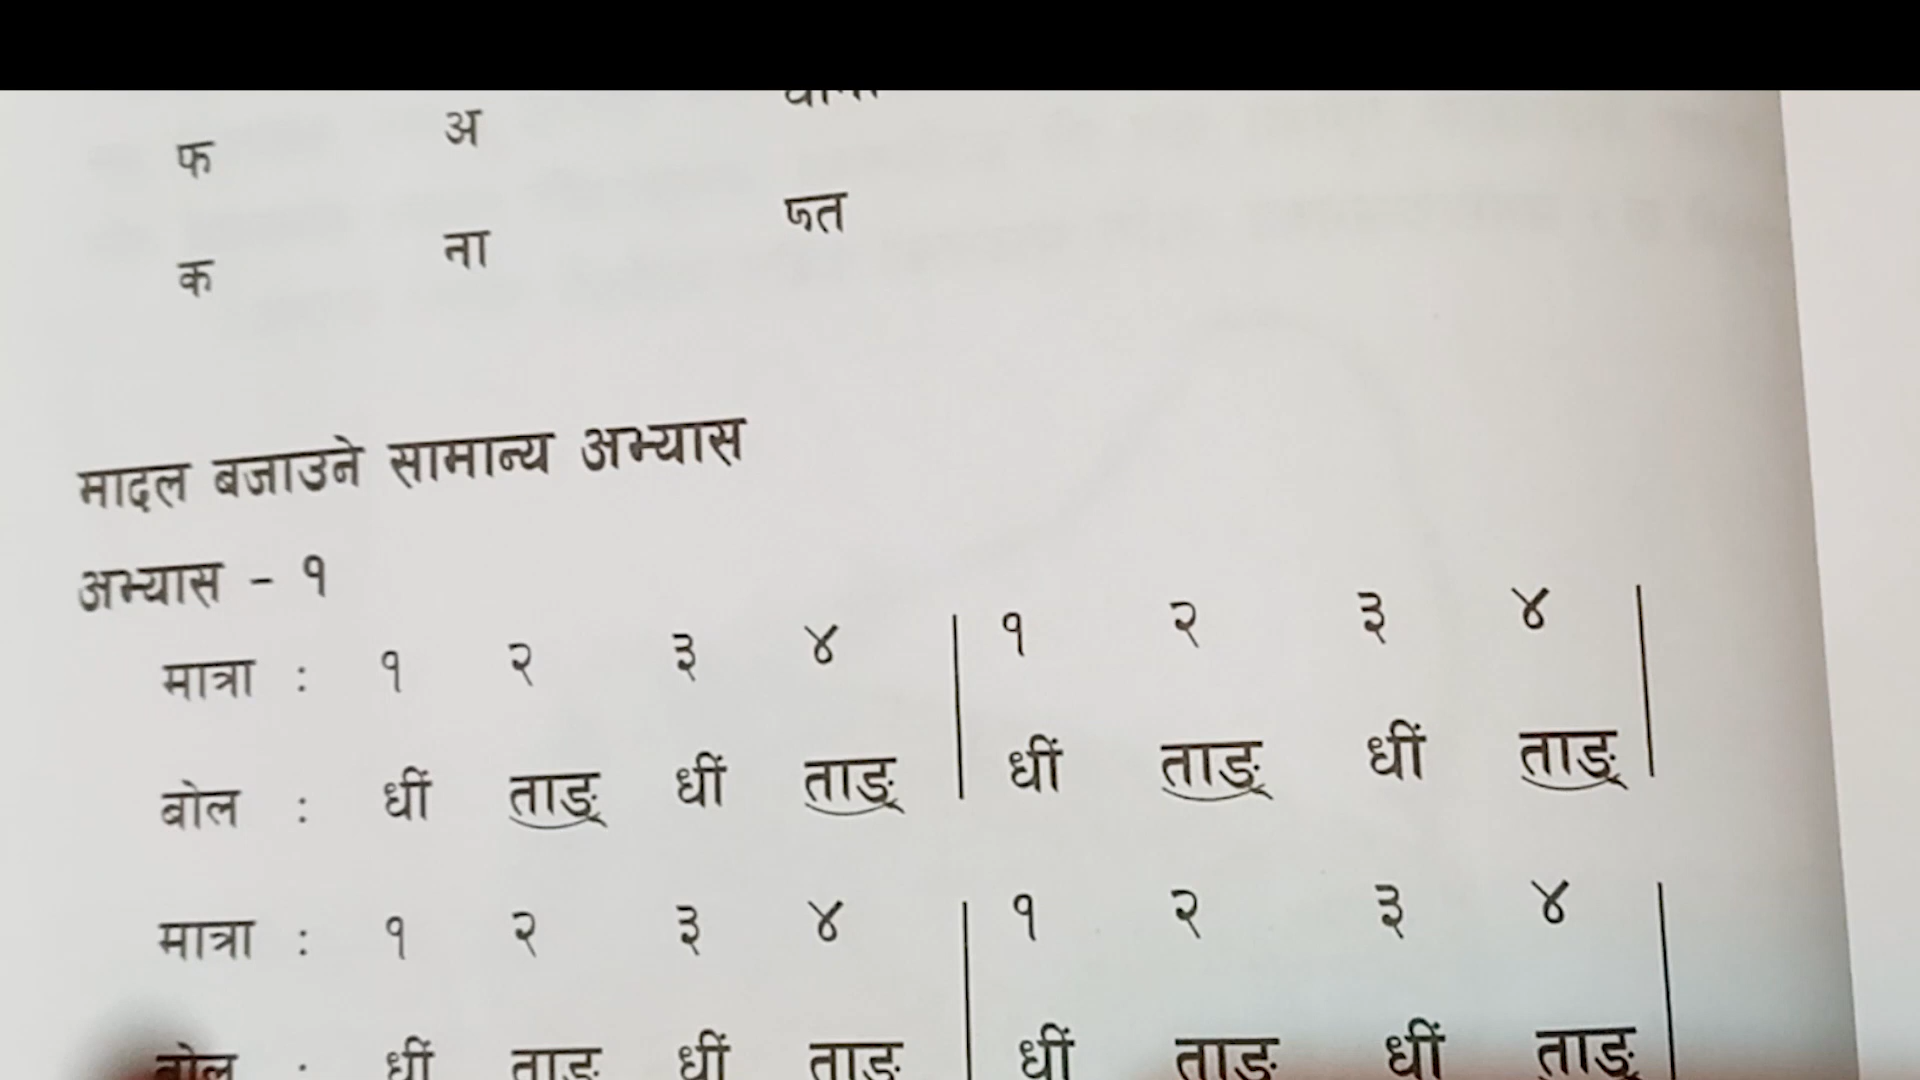 फ अ
क ना फ्त
मादल बजाउने सामान्य अभ्यास
अभ्यास - १
मात्रा : १ २ ३ ४ | १ २ ३ ४ |
बोल : धीं ताङ् धीं ताङ् | धीं ताङ् धीं ताङ् |
मात्रा : १ २ ३ ४ | १ २ ३ ४ |
बोल : धीं ताङ् धीं ताङ् | धीं ताङ् धीं ताङ् |